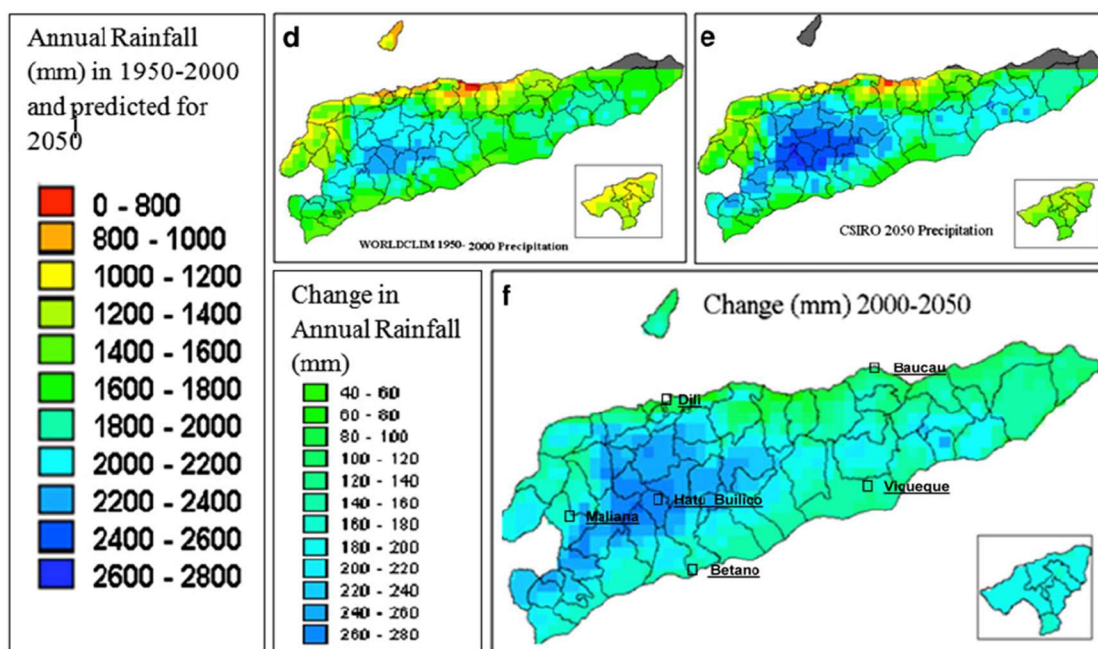 Annual Rainfall
(mm) in 1950-2000
and predicted for
2050
0 - 800
800 - 1000
1000 - 1200
1200 - 1400
1400 - 1600
1600 - 1800
1800 - 2000
2000 - 2200
2200 - 2400
2400 - 2600
2600 - 2800
d
WORLDCLIM 1950-2000 Precipitation
e
CSIRO 2050 Precipitation
Change in
Annual Rainfall
(mm)
40 - 60
60 - 80
80 - 100
100 - 120
120 - 140
140 - 160
160 - 180
180 - 200
200 - 220
220 - 240
240 - 260
260 - 280
f
Change (mm) 2000-2050
Baucau
Dili
Viqueque
Hatu Builico
Maliana
Betano